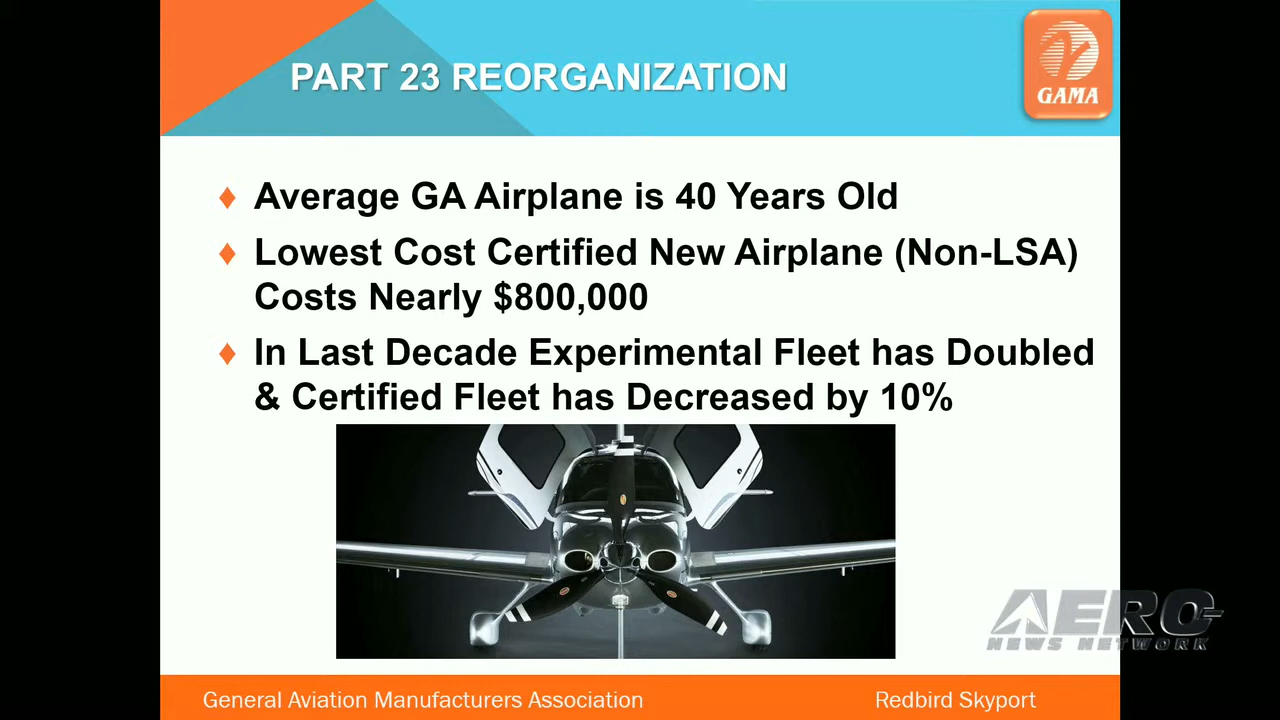 PART 23 REORGANIZATION
GAMA
Average GA Airplane is 40 Years Old
Lowest Cost Certified New Airplane (Non-LSA)
Costs Nearly $800,000
In Last Decade Experimental Fleet has Doubled
& Certified Fleet has Decreased by 10%
AERO
NEWS NETWORK
General Aviation Manufacturers Association
Redbird Skyport